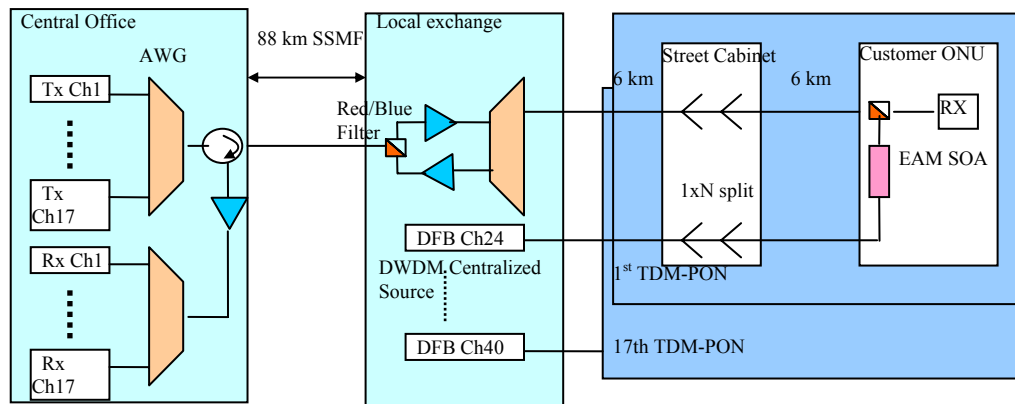 Central Office
AWG
Tx Ch1
Tx
Ch17
Rx Ch1
Rx
Ch17
88 km SSMF
Local exchange
Red/Blue
Filter
DFB Ch24
DWDM Centralized
Source
DFB Ch40
6 km
Street Cabinet
1xN split
6 km
Customer ONU
RX
EAM SOA
1st TDM-PON
17th TDM-PON